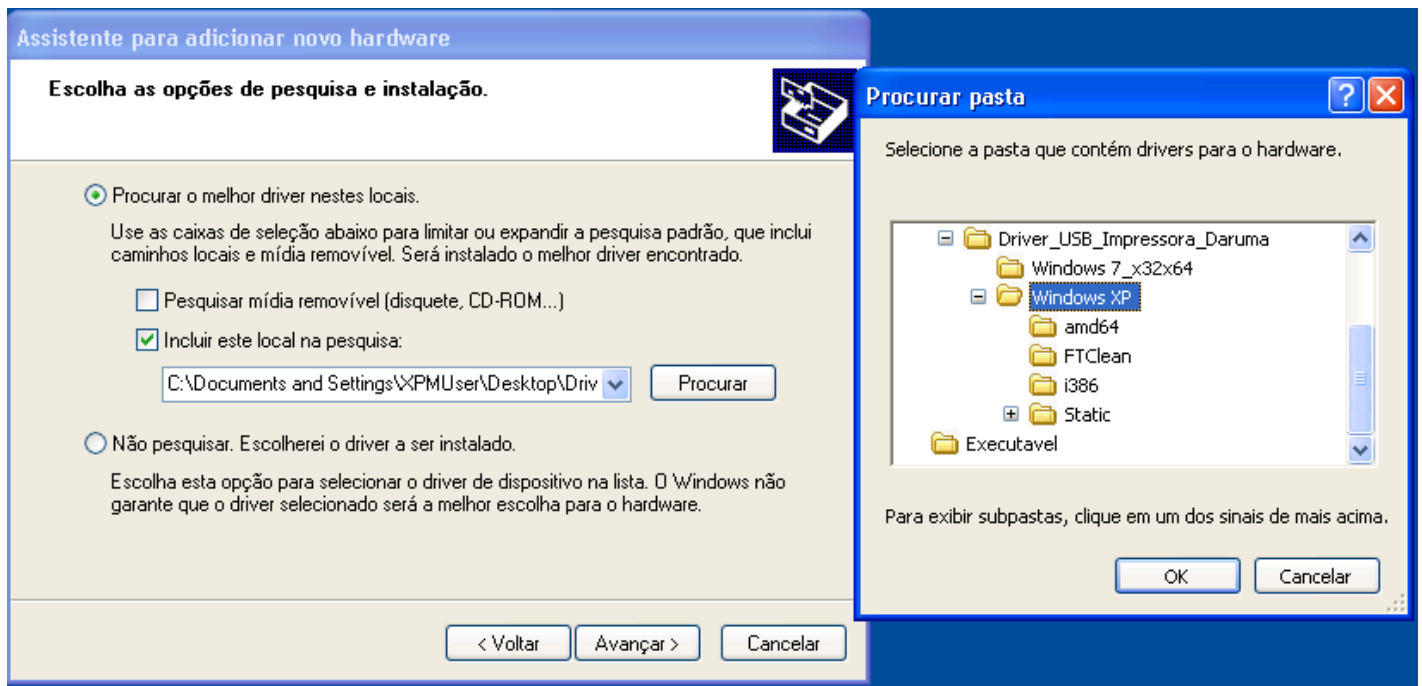 Assistente para adicionar novo hardware
Escolha as opções de pesquisa e instalação.
Procurar o melhor driver nestes locais.
Use as caixas de seleção abaixo para limitar ou expandir a pesquisa padrão, que inclui
caminhos locais e mídia removível. Será instalado o melhor driver encontrado.
Pesquisar mídia removível (disquete, CD-ROM...)
Incluir este local na pesquisa:
C:\Documents and Settings\XPMUser\Desktop\Driv
Procurar
Não pesquisar. Escolherei o driver a ser instalado.
Escolha esta opção para selecionar o driver de dispositivo na lista. O Windows não
garante que o driver selecionado será a melhor escolha para o hardware.
< Voltar
Avançar >
Cancelar
Procurar pasta
Selecione a pasta que contém drivers para o hardware.
Driver_USB_Impressora_Daruma
Windows 7_x32x64
Windows XP
amd64
FTClean
i386
Static
Executavel
Para exibir subpastas, clique em um dos sinais de mais acima.
OK
Cancelar